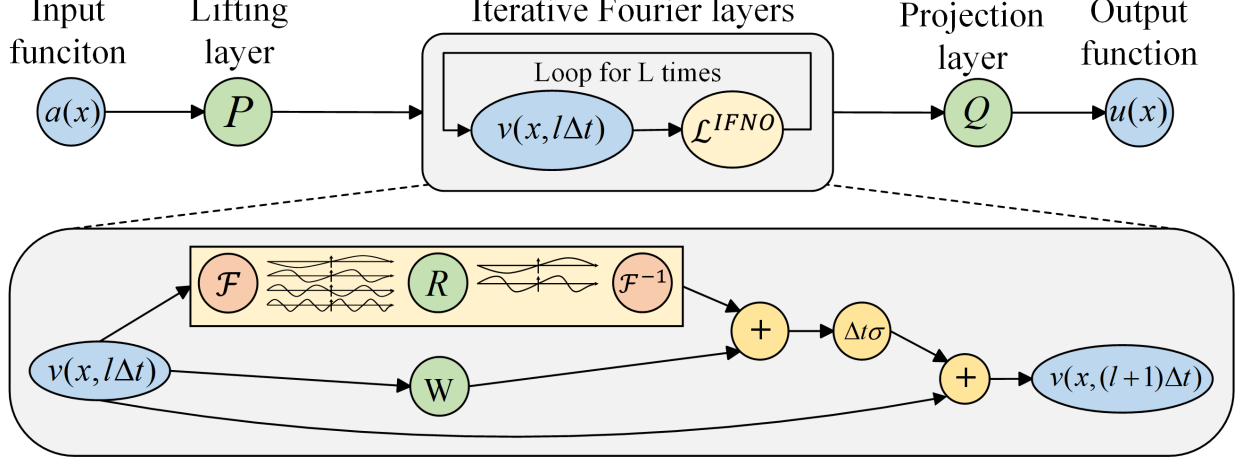 Input
funciton
Lifting
layer
Iterative Fourier layers
Projection
layer
Output
function
a(x)
P
Loop for L times
v(x,lΔt)
ℒ^{IFNO}
Q
u(x)
ℱ
R
ℱ^{-1}
+
Δtσ
v(x,lΔt)
W
+
v(x,(l+1)Δt)